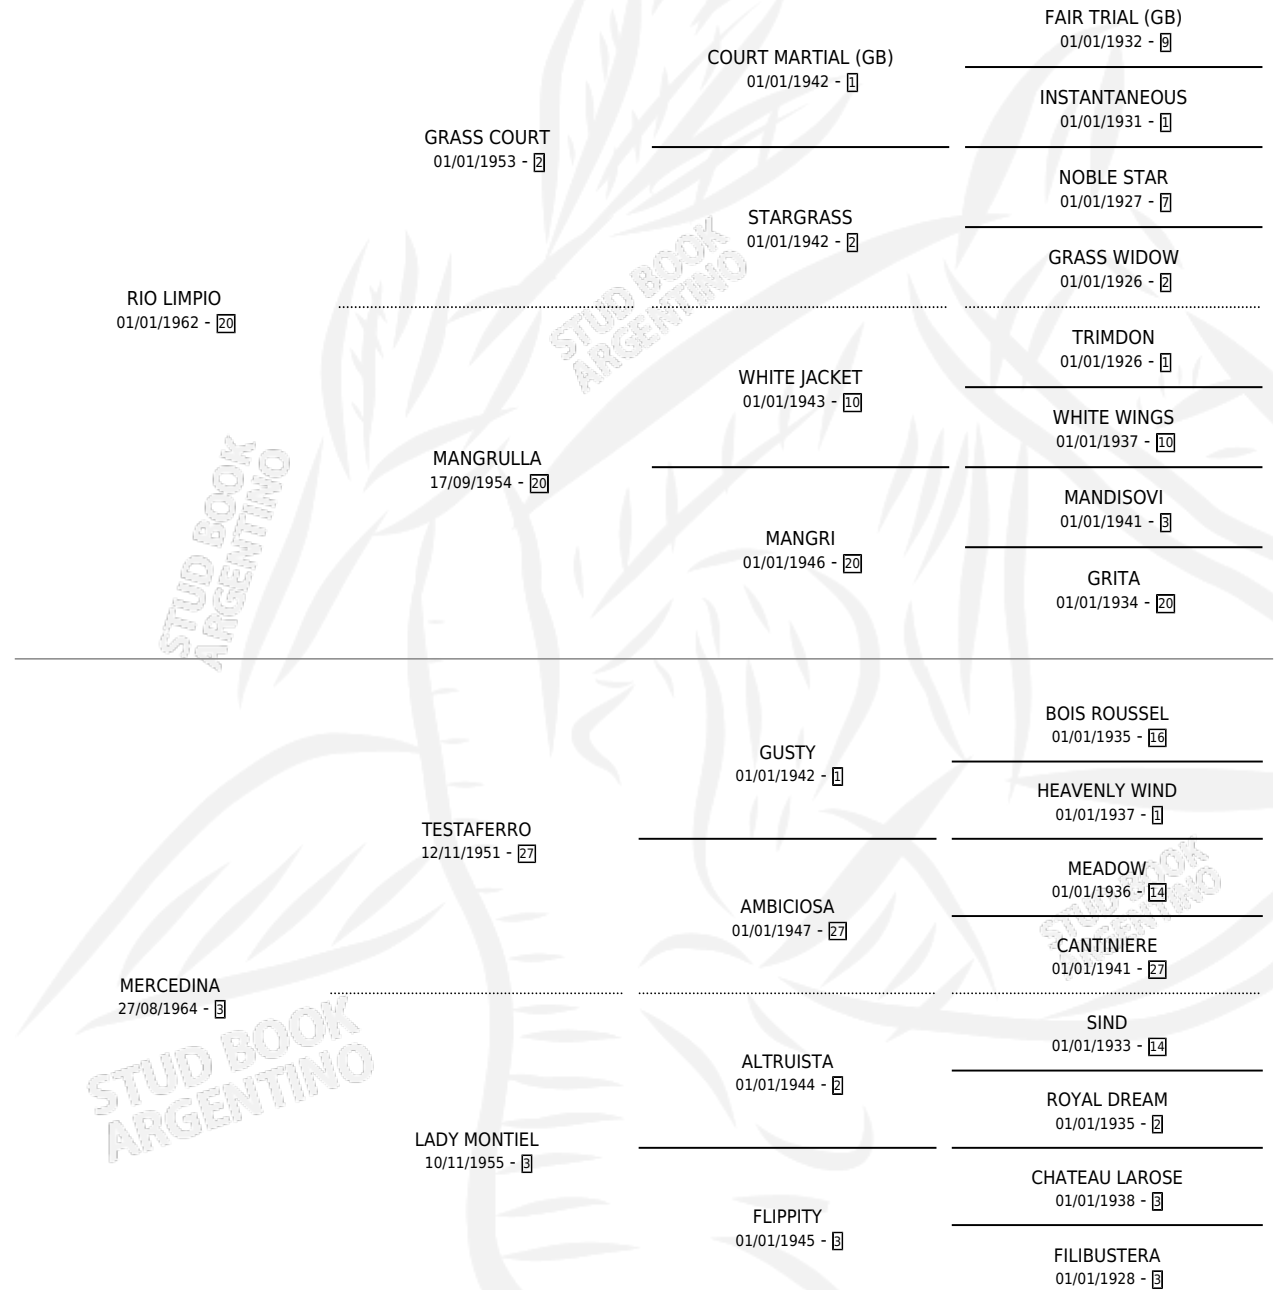 FAIR TRIAL (GB)
01/01/1932 - 9
COURT MARTIAL (GB)
01/01/1942 - 1
INSTANTANEOUS
01/01/1931 - 1
GRASS COURT
01/01/1953 - 2
NOBLE STAR
01/01/1927 - 7
STARGRASS
01/01/1942 - 2
GRASS WIDOW
01/01/1926 - 2
RIO LIMPIO
01/01/1962 - 20
TRIMDON
01/01/1926 - 1
WHITE JACKET
01/01/1943 - 10
WHITE WINGS
01/01/1937 - 10
MANGRULLA
17/09/1954 - 20
MANDISOVI
01/01/1941 - 3
MANGRI
01/01/1946 - 20
GRITA
01/01/1934 - 20
BOIS ROUSSEL
01/01/1935 - 16
GUSTY
01/01/1942 - 1
HEAVENLY WIND
01/01/1937 - 1
TESTAFERRO
12/11/1951 - 27
MEADOW
01/01/1936 - 14
AMBICIOSA
01/01/1947 - 27
CANTINIERE
01/01/1941 - 27
MERCEDINA
27/08/1964 - 3
SIND
01/01/1933 - 14
ALTRUISTA
01/01/1944 - 2
ROYAL DREAM
01/01/1935 - 2
LADY MONTIEL
10/11/1955 - 3
CHATEAU LAROSE
01/01/1938 - 3
FLIPPITY
01/01/1945 - 3
FILIBUSTERA
01/01/1928 - 3
STUD BOOK
ARGENTINO
STUD BOOK
ARGENTINO
STUD BOOK
ARGENTINO
STUD BOOK
ARGENTINO